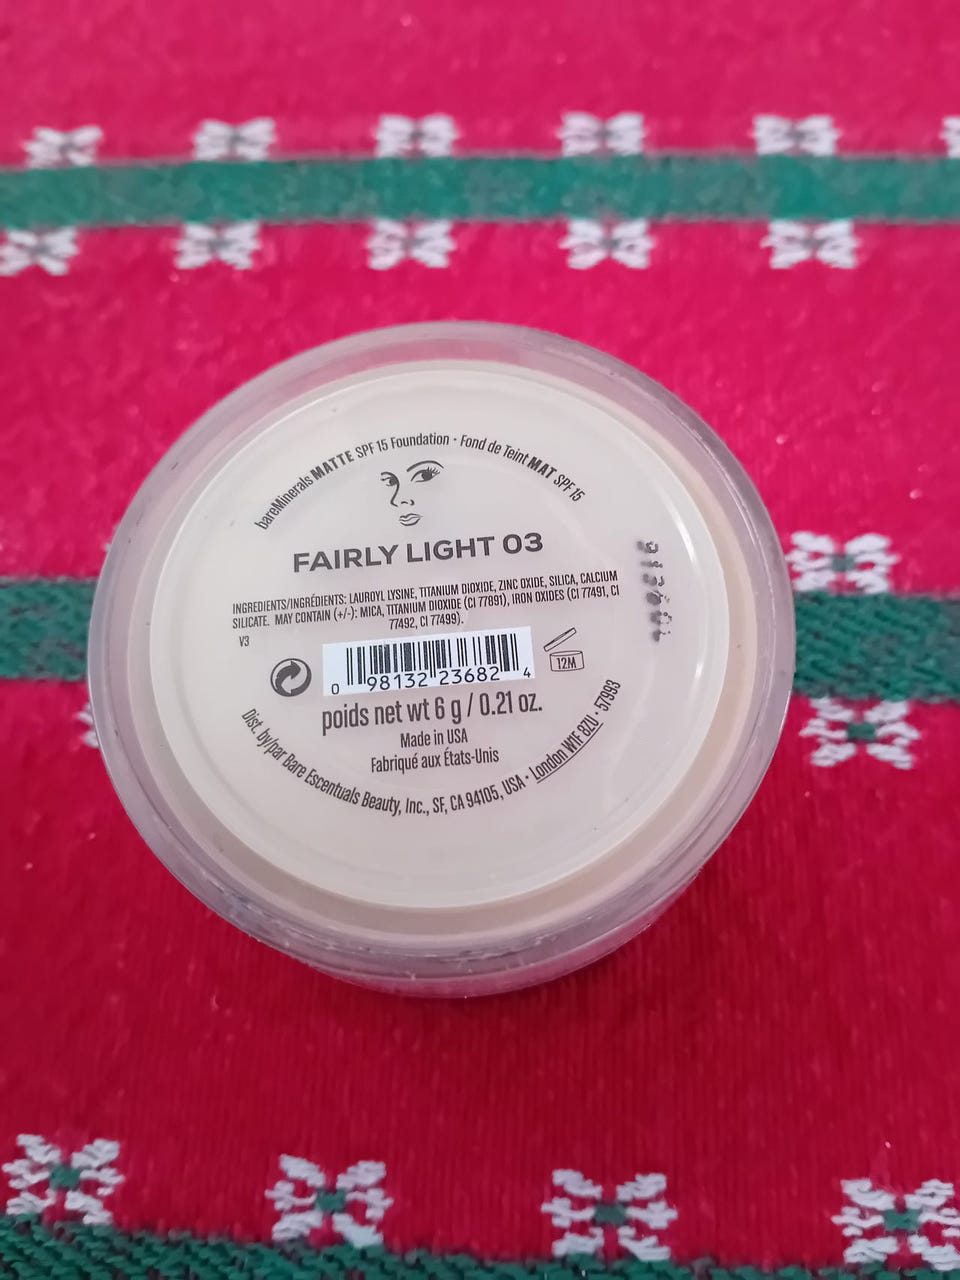 bareMinerals MATTE SPF 15 Foundation • Fond de Teint MAT SPF 15
FAIRLY LIGHT 03
INGREDIENTS/INGRÉDIENTS: LAUROYL LYSINE, TITANIUM DIOXIDE, ZINC OXIDE, SILICA, CALCIUM
SILICATE. MAY CONTAIN (+/-): MICA, TITANIUM DIOXIDE (CI 77891), IRON OXIDES (CI 77491, CI
77492, CI 77499).
V3
0 98132 23682 4
12M
poids net wt 6 g / 0.21 oz.
Made in USA
Fabriqué aux États-Unis
Dist. by/par Bare Escentuals Beauty, Inc., SF, CA 94105, USA • London W1F 8ZU • 57993